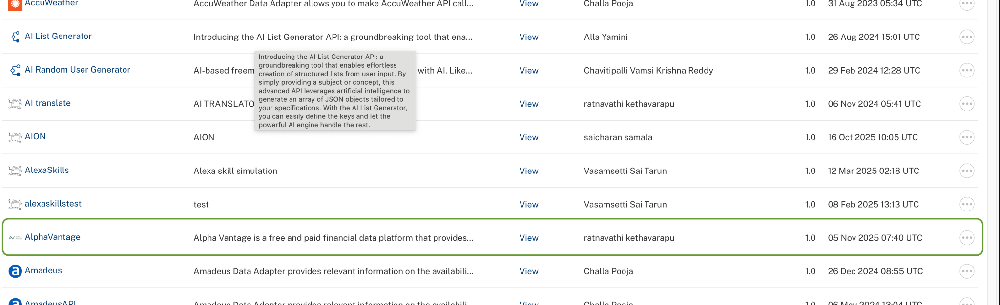 AccuWeather AccuWeather Data Adapter allows you to make AccuWeather API call... View Challa Pooja 1.0 31 Aug 2023 05:34 UTC
AI List Generator Introducing the AI List Generator API: a groundbreaking tool that ena... View Alla Yamini 1.0 26 Aug 2024 15:01 UTC
AI Random User Generator AI-based freem with AI. Like... View Chavitipalli Vamsi Krishna Reddy 1.0 29 Feb 2024 12:28 UTC
AI translate AI TRANSLATO View ratnavathi kethavarapu 1.0 06 Nov 2024 05:41 UTC
Introducing the AI List Generator API: a
groundbreaking tool that enables effortless
creation of structured lists from user input. By
simply providing a subject or concept, this
advanced API leverages artificial intelligence to
generate an array of JSON objects tailored to
your specifications. With the AI List Generator,
you can easily define the keys and let the
powerful AI engine handle the rest.
AION AION View saicharan samala 1.0 16 Oct 2025 10:05 UTC
AlexaSkills Alexa skill simulation View Vasamsetti Sai Tarun 1.0 12 Mar 2025 02:18 UTC
alexaskillstest test View Vasamsetti Sai Tarun 1.0 08 Feb 2025 13:13 UTC
AlphaVantage Alpha Vantage is a free and paid financial data platform that provides... View ratnavathi kethavarapu 1.0 05 Nov 2025 07:40 UTC
a Amadeus Amadeus Data Adapter provides relevant information on the availabili... View Challa Pooja 1.0 26 Dec 2024 08:55 UTC
AmadeusAPI Amadeus Data Adapter provides relevant information on the availabili... View Challa Pooja 1.0 06 May 2024 13:04 UTC